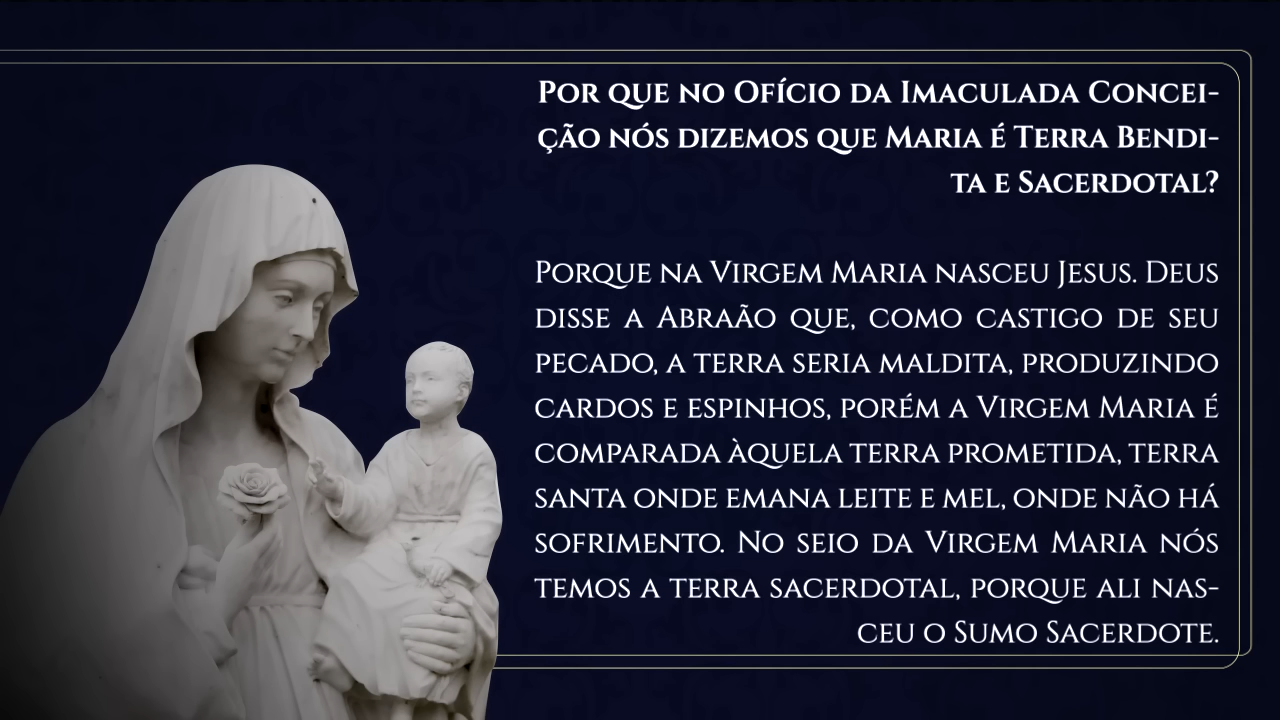 Por que no Ofício da Imaculada Concei-
ção nós dizemos que Maria é Terra Bendi-
ta e Sacerdotal?
Porque na Virgem Maria nasceu Jesus. Deus
disse a Abraão que, como castigo de seu
pecado, a terra seria maldita, produzindo
cardos e espinhos, porém a Virgem Maria é
comparada àquela terra prometida, terra
santa onde emana leite e mel, onde não há
sofrimento. No seio da Virgem Maria nós
temos a terra sacerdotal, porque ali nas-
ceu o Sumo Sacerdote.